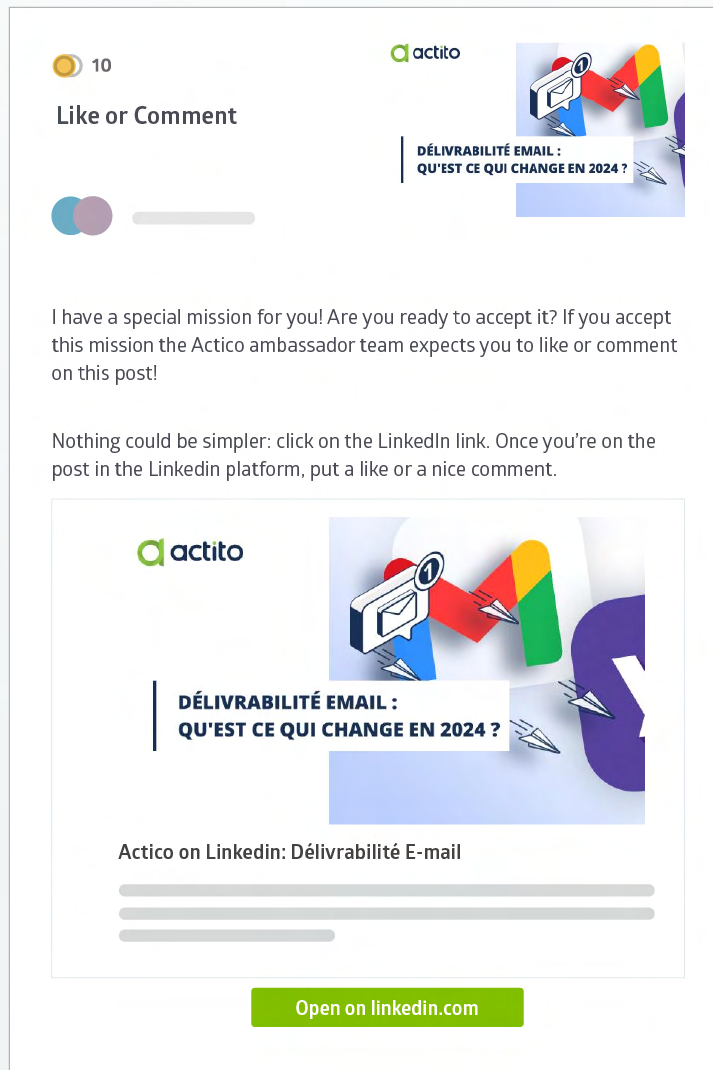 10
actito
Like or Comment
DÉLIVRABILITÉ EMAIL :
QU'EST CE QUI CHANGE EN 2024 ?
1
I have a special mission for you! Are you ready to accept it? If you accept
this mission the Actico ambassador team expects you to like or comment
on this post!
Nothing could be simpler: click on the LinkedIn link. Once you’re on the
post in the Linkedin platform, put a like or a nice comment.
actito
1
DÉLIVRABILITÉ EMAIL :
QU'EST CE QUI CHANGE EN 2024 ?
Actico on Linkedin: Délivrabilité E-mail
Open on linkedin.com